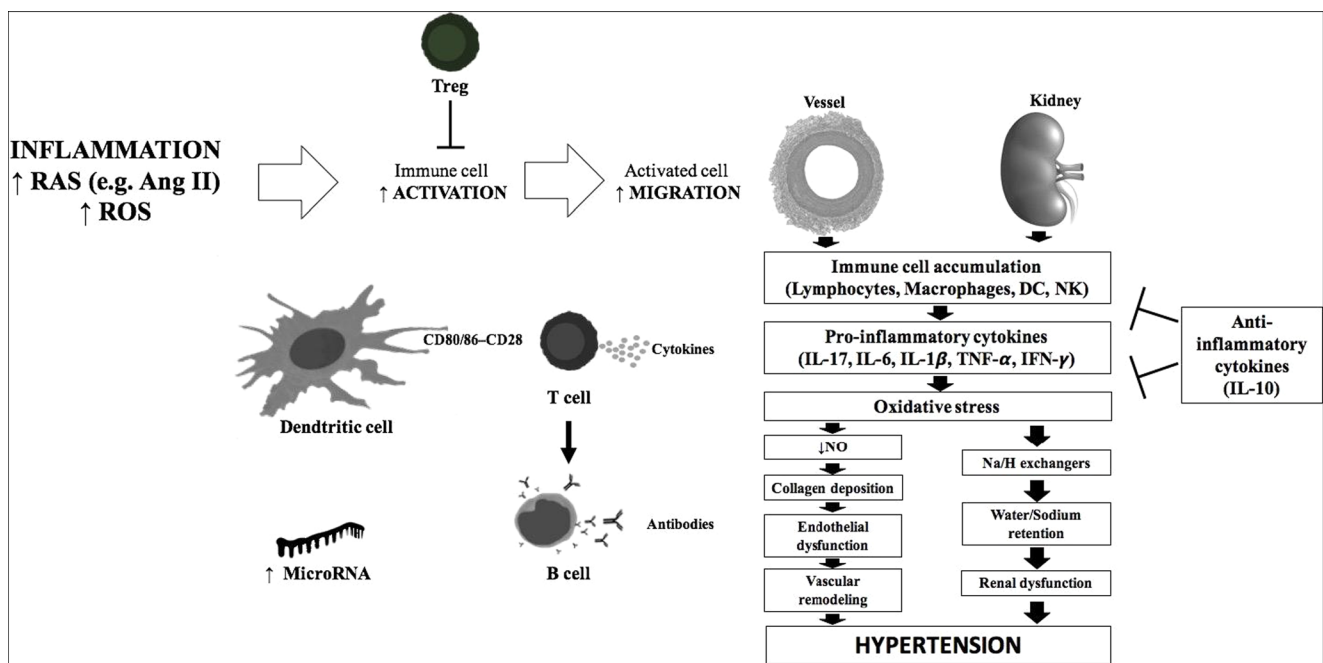 Treg
INFLAMMATION
↑ RAS (e.g. Ang II)
↑ ROS
Immune cell
↑ ACTIVATION
Activated cell
↑ MIGRATION
Vessel
Kidney
Immune cell accumulation
(Lymphocytes, Macrophages, DC, NK)
Pro-inflammatory cytokines
(IL-17, IL-6, IL-1β, TNF-α, IFN-γ)
Anti-
inflammatory
cytokines
(IL-10)
Oxidative stress
↓NO
Collagen deposition
Endothelial
dysfunction
Vascular
remodeling
Na/H exchangers
Water/Sodium
retention
Renal dysfunction
HYPERTENSION
CD80/86–CD28
Cytokines
T cell
Dendtritic cell
Antibodies
B cell
↑ MicroRNA